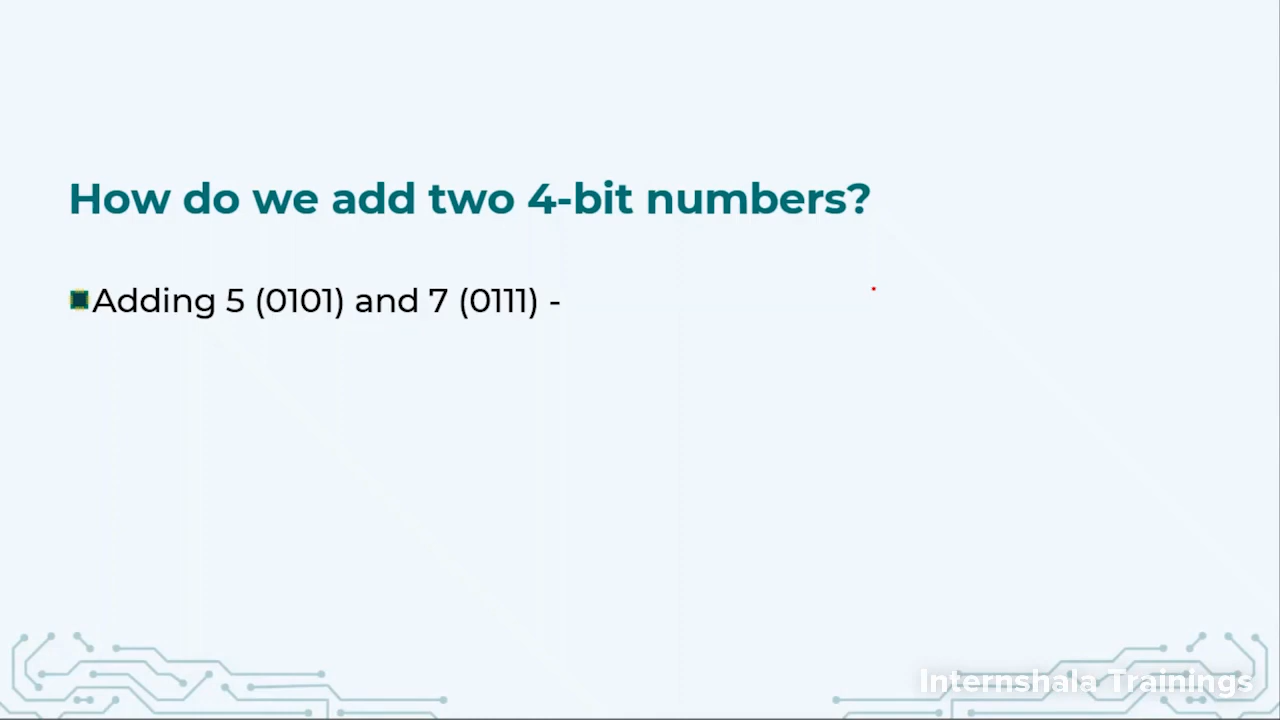 How do we add two 4-bit numbers?
Adding 5 (0101) and 7 (0111) -
Internshala Trainings